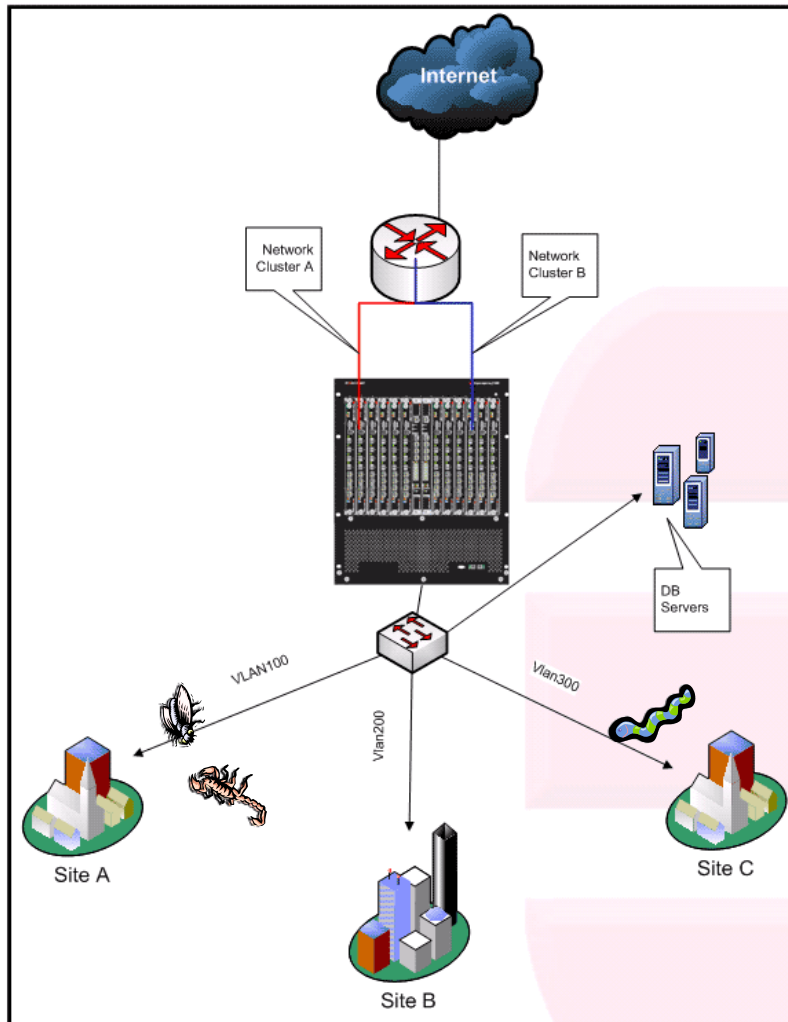 Internet
Network
Cluster A
Network
Cluster B
DB
Servers
VLAN100
Vlan200
Vlan300
Site A
Site C
Site B